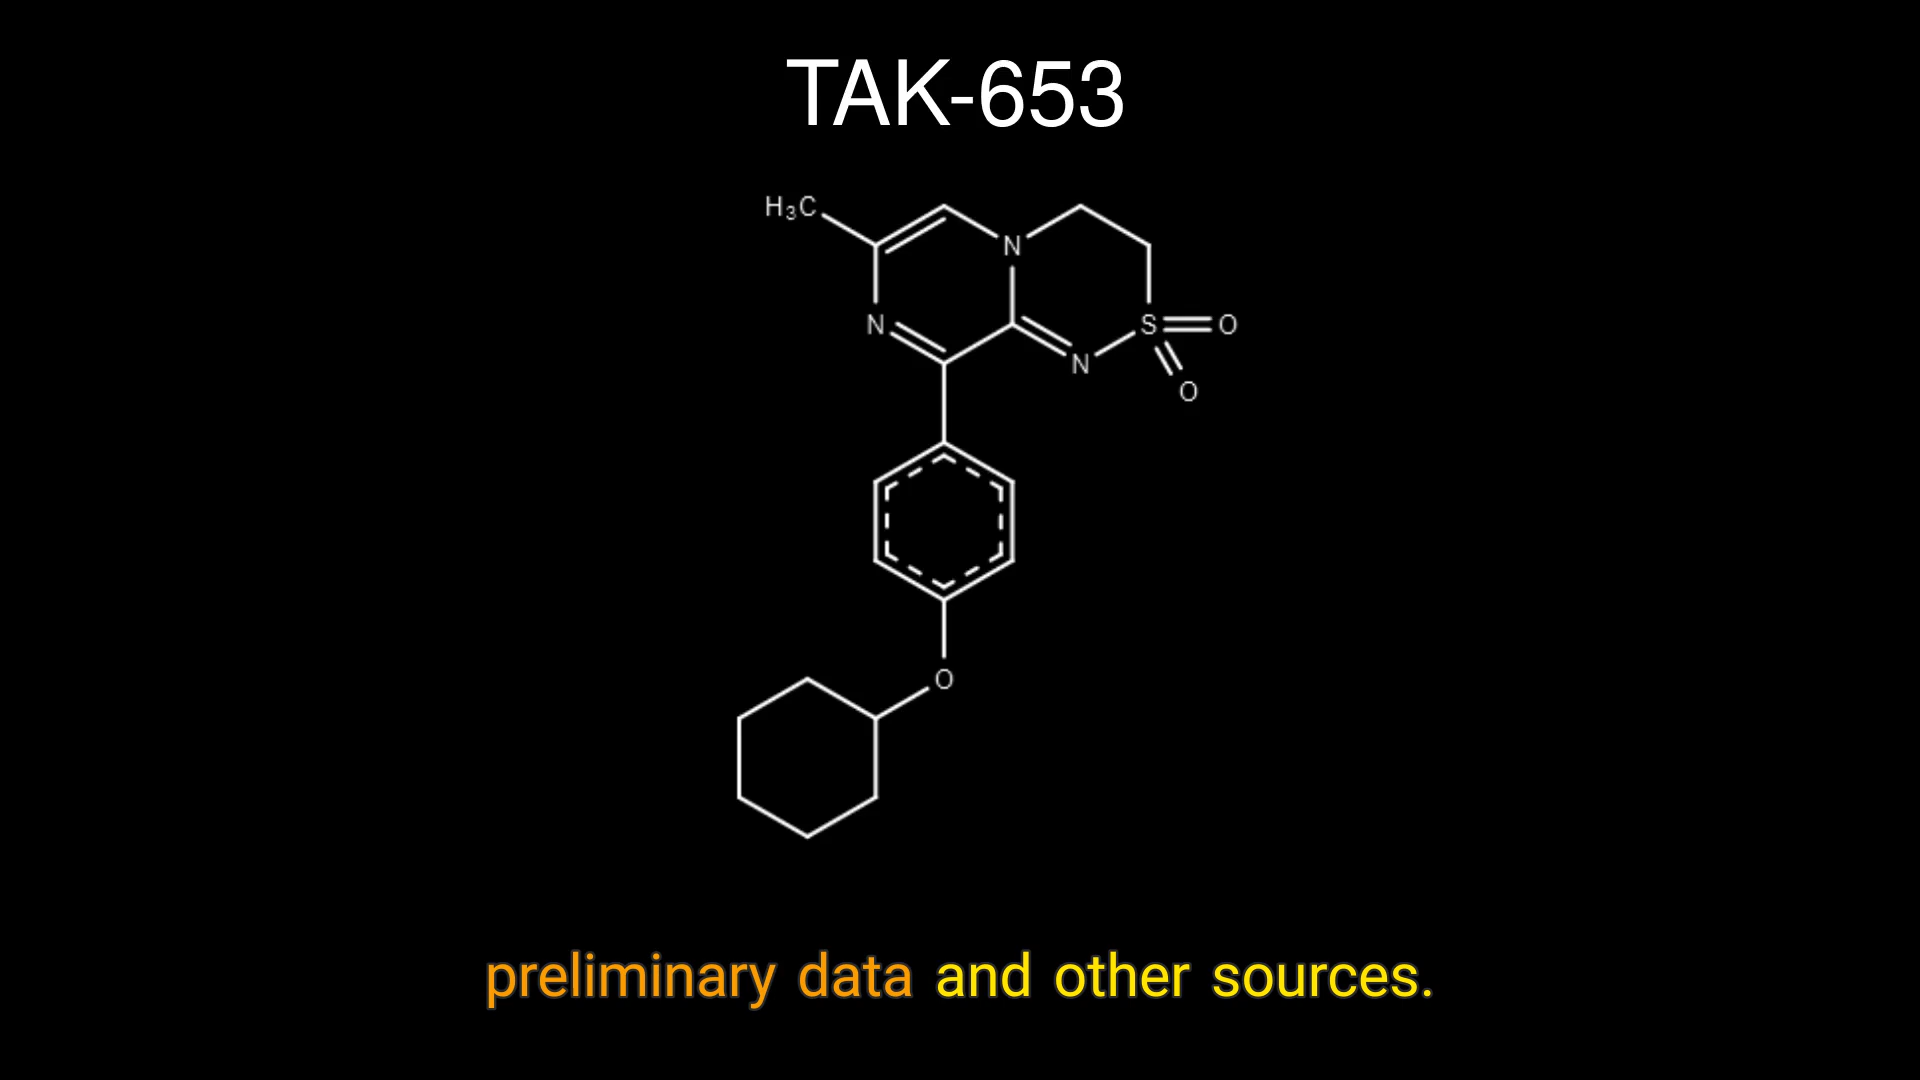 TAK-653
H₃C
N
N
S
O
N
O
O
preliminary data and other sources.